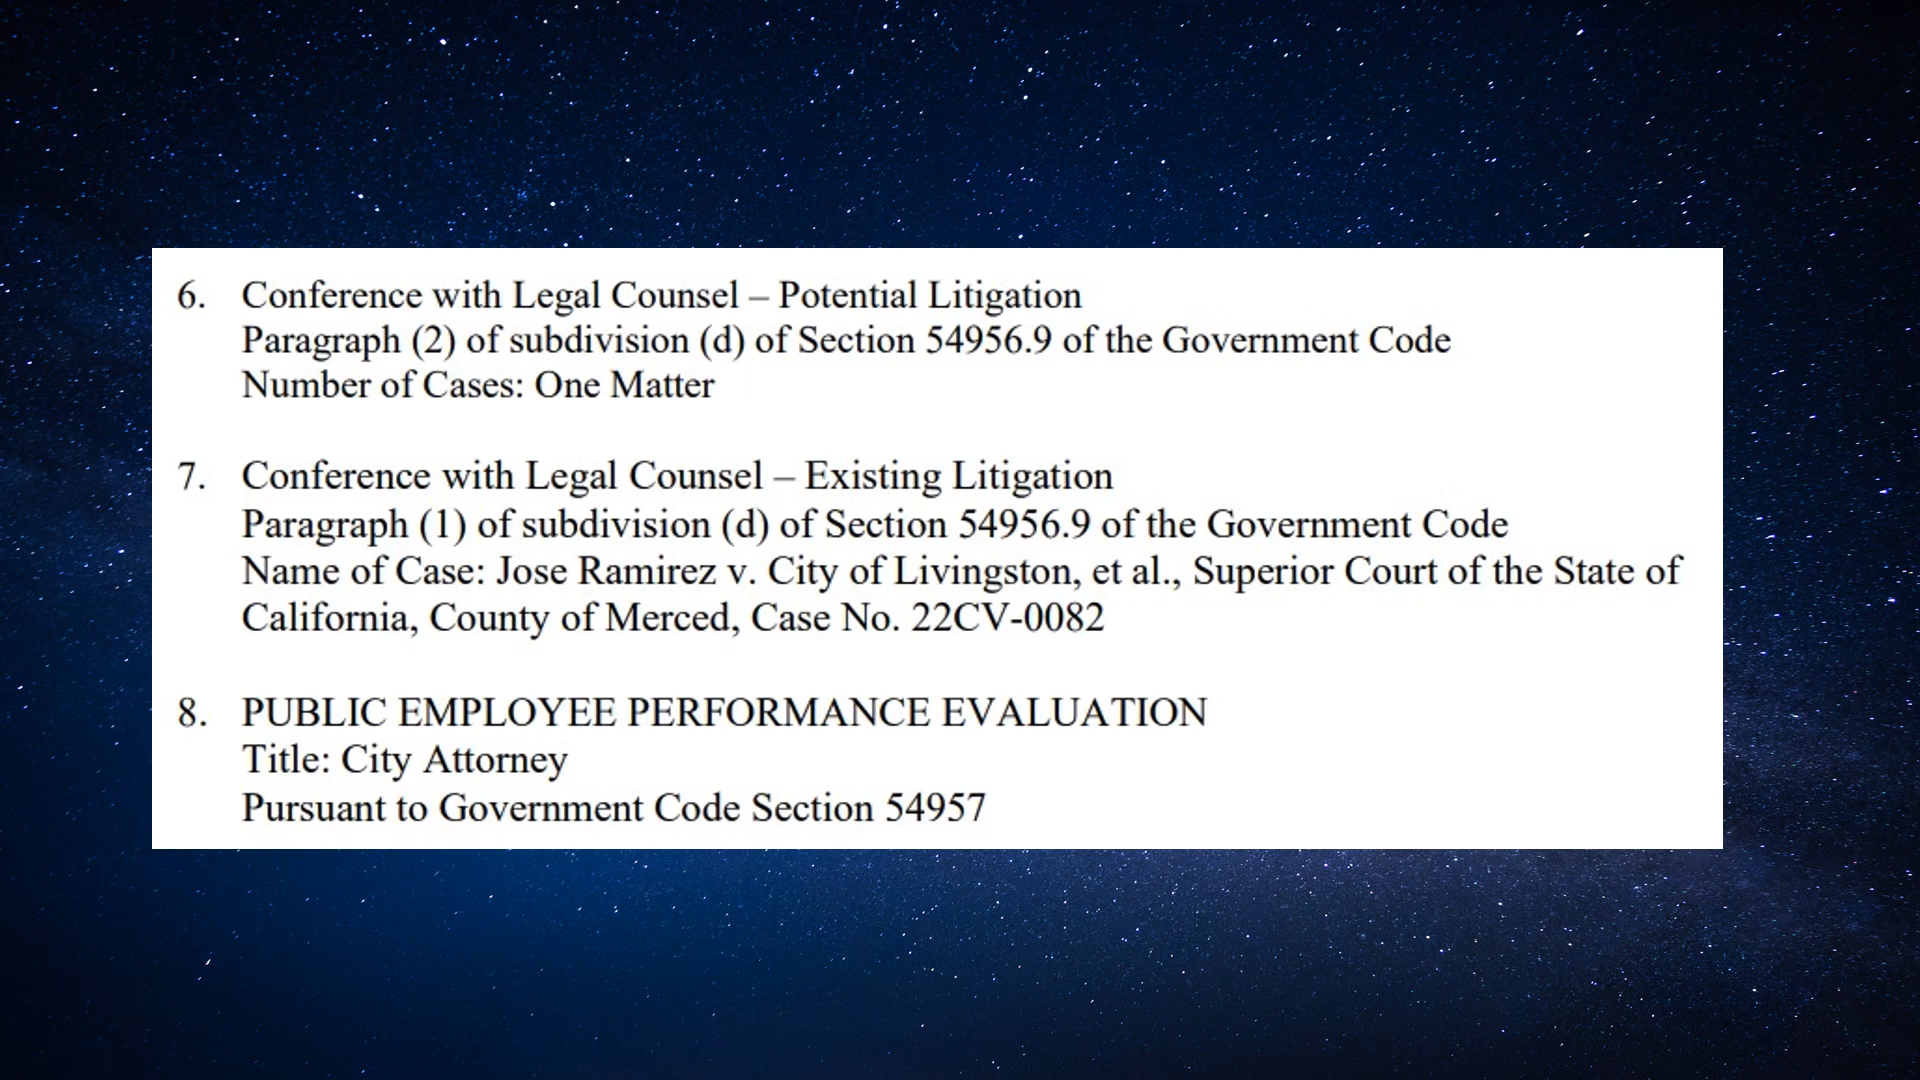 6. Conference with Legal Counsel – Potential Litigation
Paragraph (2) of subdivision (d) of Section 54956.9 of the Government Code
Number of Cases: One Matter
7. Conference with Legal Counsel – Existing Litigation
Paragraph (1) of subdivision (d) of Section 54956.9 of the Government Code
Name of Case: Jose Ramirez v. City of Livingston, et al., Superior Court of the State of
California, County of Merced, Case No. 22CV-0082
8. PUBLIC EMPLOYEE PERFORMANCE EVALUATION
Title: City Attorney
Pursuant to Government Code Section 54957